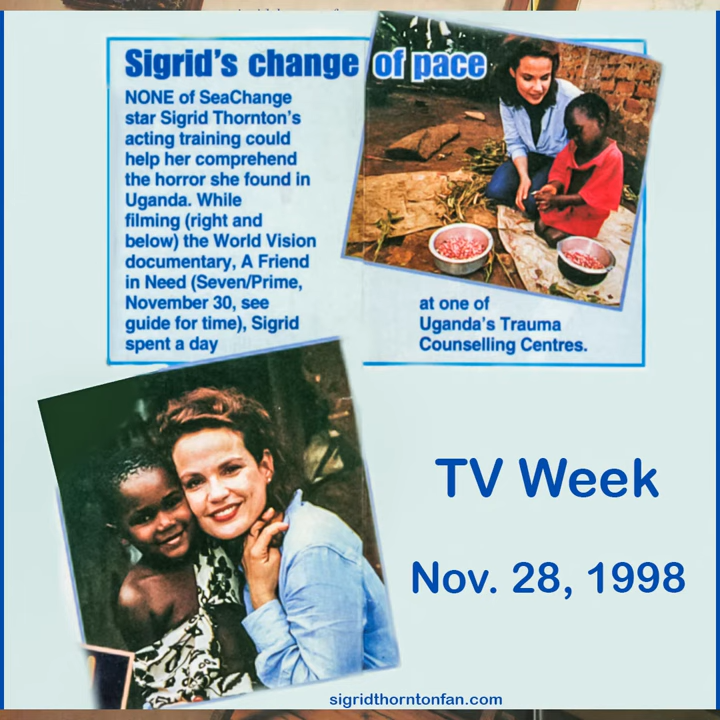 Sigrid's change of pace
NONE of SeaChange
star Sigrid Thornton's
acting training could
help her comprehend
the horror she found in
Uganda. While
filming (right and
below) the World Vision
documentary, A Friend
in Need (Seven/Prime,
November 30, see
guide for time), Sigrid
spent a day
at one of
Uganda's Trauma
Counselling Centres.
TV Week
Nov. 28, 1998
sigridthorntonfan.com